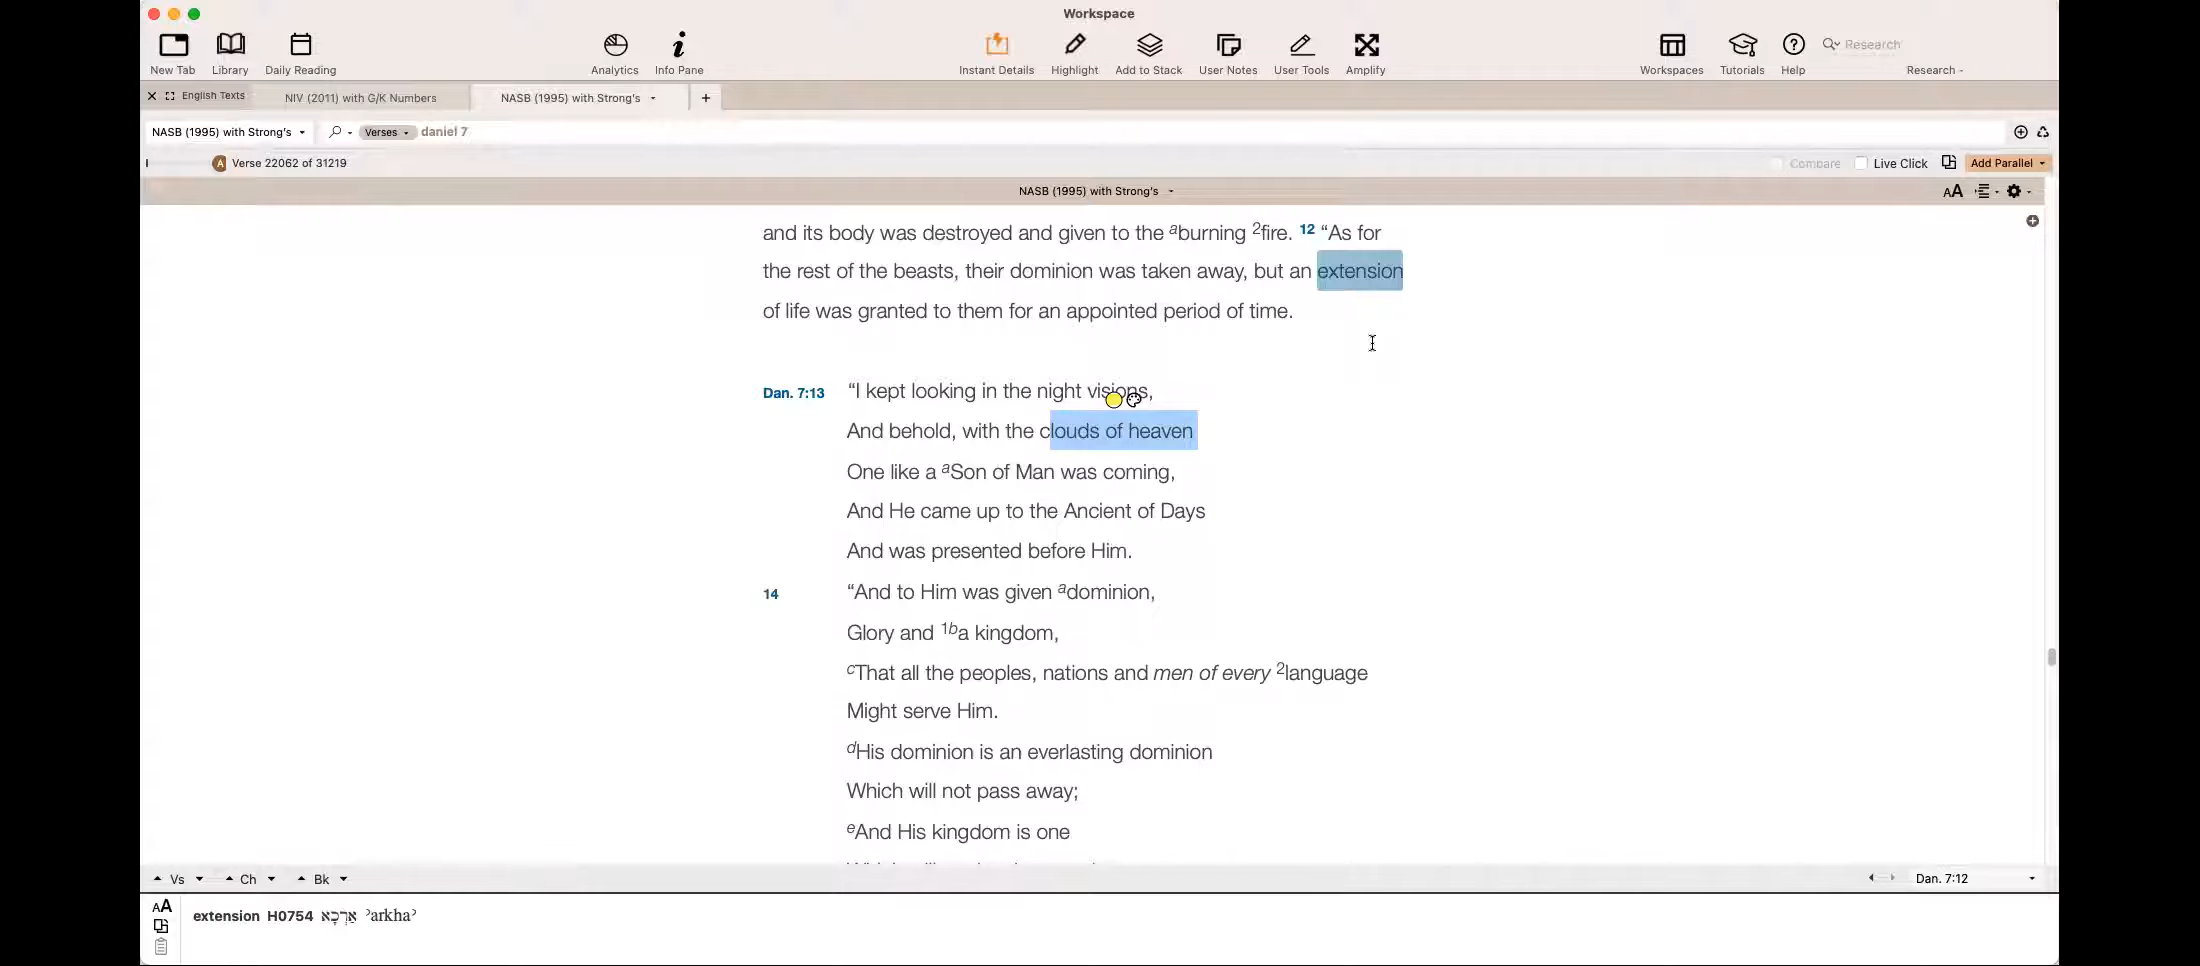 Workspace
New Tab Library Daily Reading Analytics Info Pane Instant Details Highlight Add to Stack User Notes User Tools Amplify Workspaces Tutorials Help Research Research
English Texts NIV (2011) with G/K Numbers NASB (1995) with Strong's +
NASB (1995) with Strong's Verses daniel 7
A Verse 22062 of 31219 Compare Live Click Add Parallel
NASB (1995) with Strong's AA
and its body was destroyed and given to the aburning 2fire. 12 “As for
the rest of the beasts, their dominion was taken away, but an extension
of life was granted to them for an appointed period of time.
Dan. 7:13 “I kept looking in the night visions,
And behold, with the clouds of heaven
One like a aSon of Man was coming,
And He came up to the Ancient of Days
And was presented before Him.
14 “And to Him was given adominion,
Glory and 1ba kingdom,
cThat all the peoples, nations and men of every 2language
Might serve Him.
dHis dominion is an everlasting dominion
Which will not pass away;
eAnd His kingdom is one
Vs Ch Bk Dan. 7:12
AA extension H0754 אַרְכָא ʾarkhaʾ